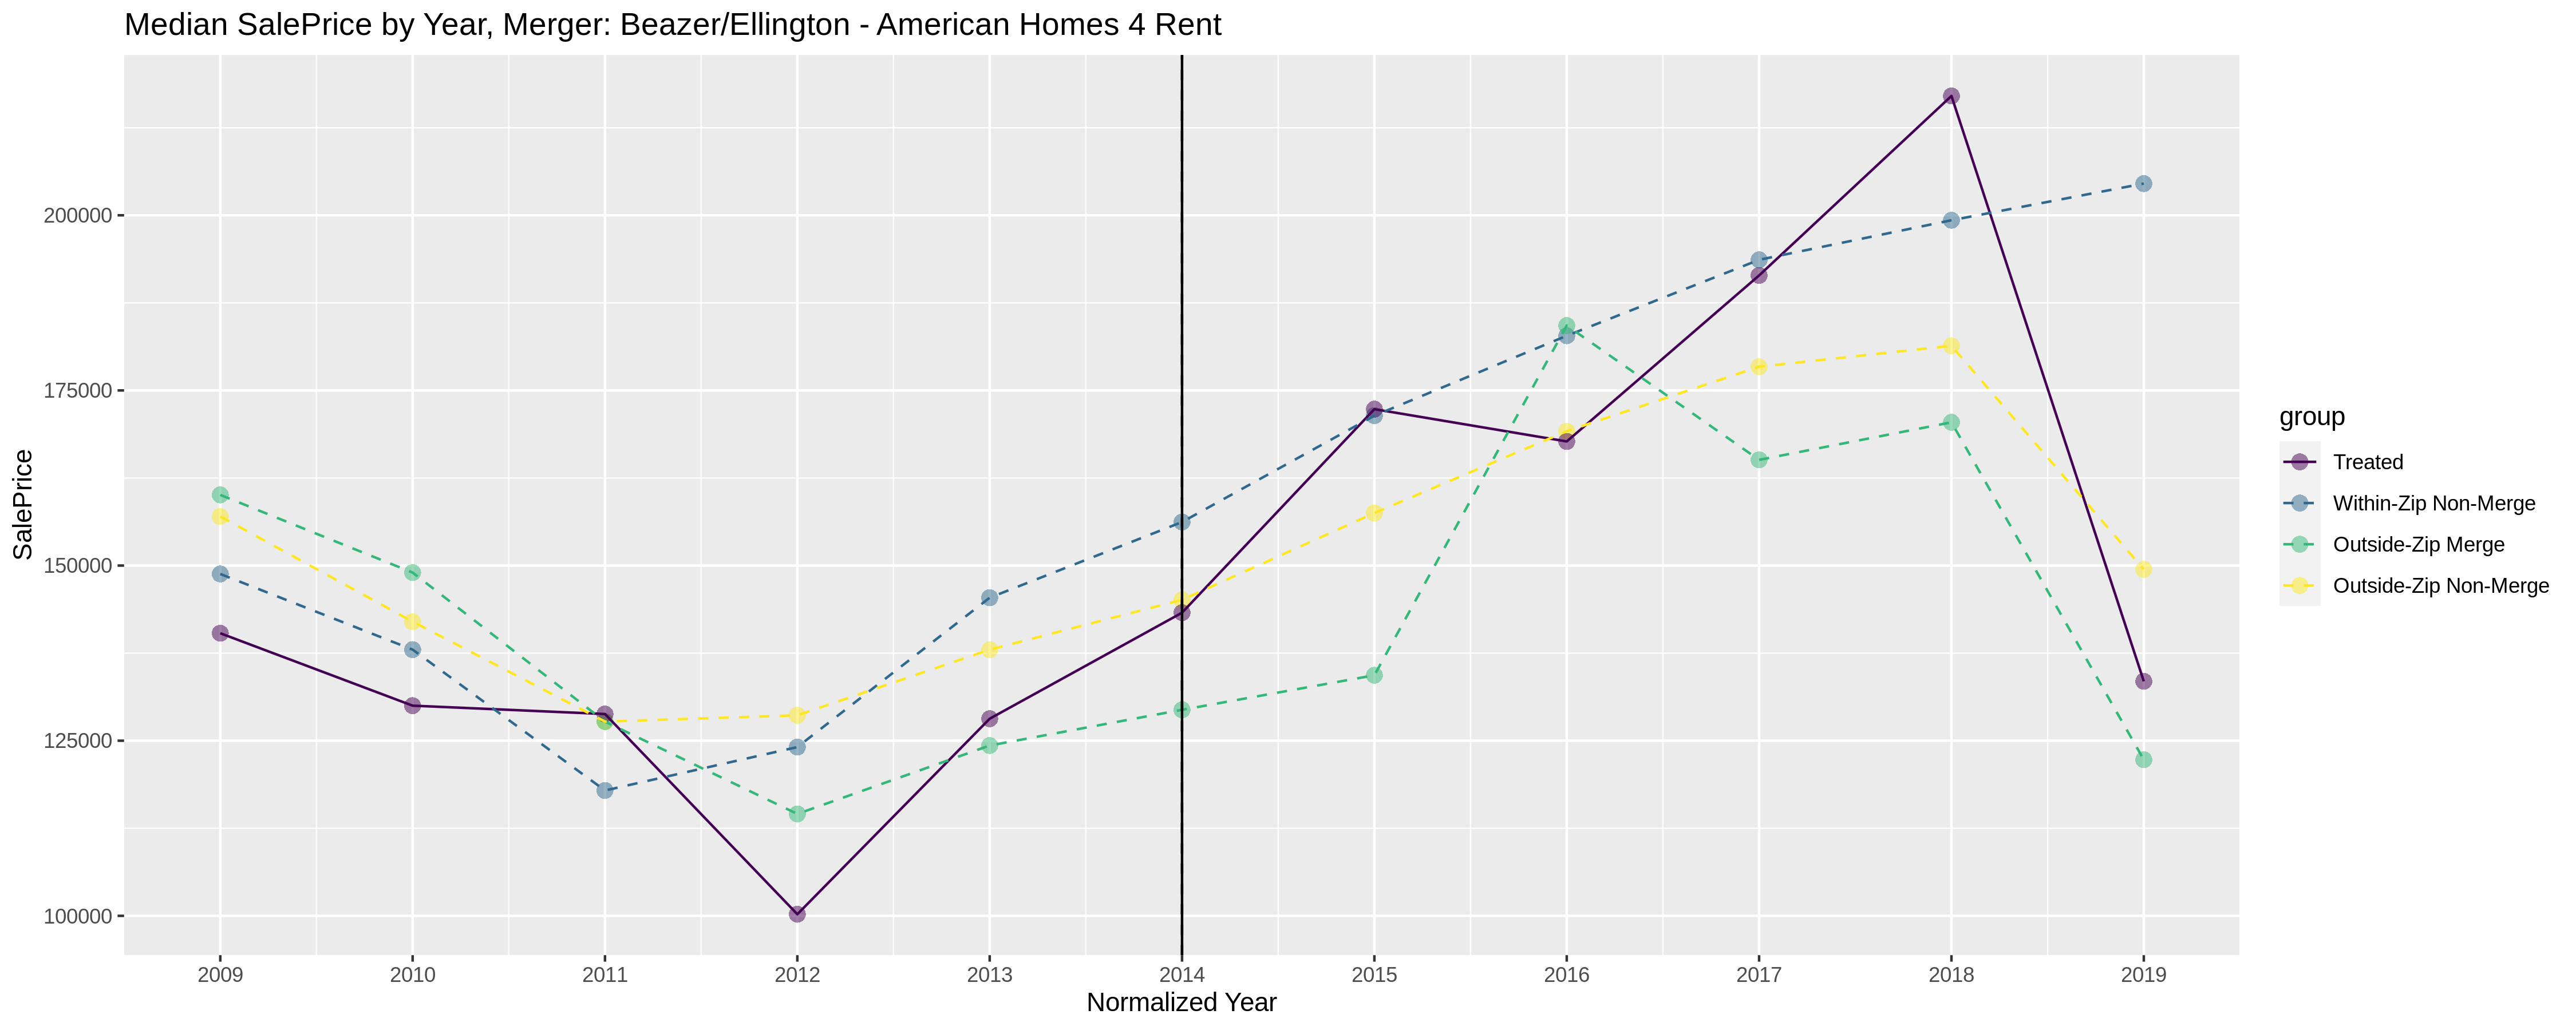 Median SalePrice by Year, Merger: Beazer/Ellington - American Homes 4 Rent
SalePrice
200000
175000
150000
125000
100000
2009 2010 2011 2012 2013 2014 2015 2016 2017 2018 2019
Normalized Year
group
Treated
Within-Zip Non-Merge
Outside-Zip Merge
Outside-Zip Non-Merge